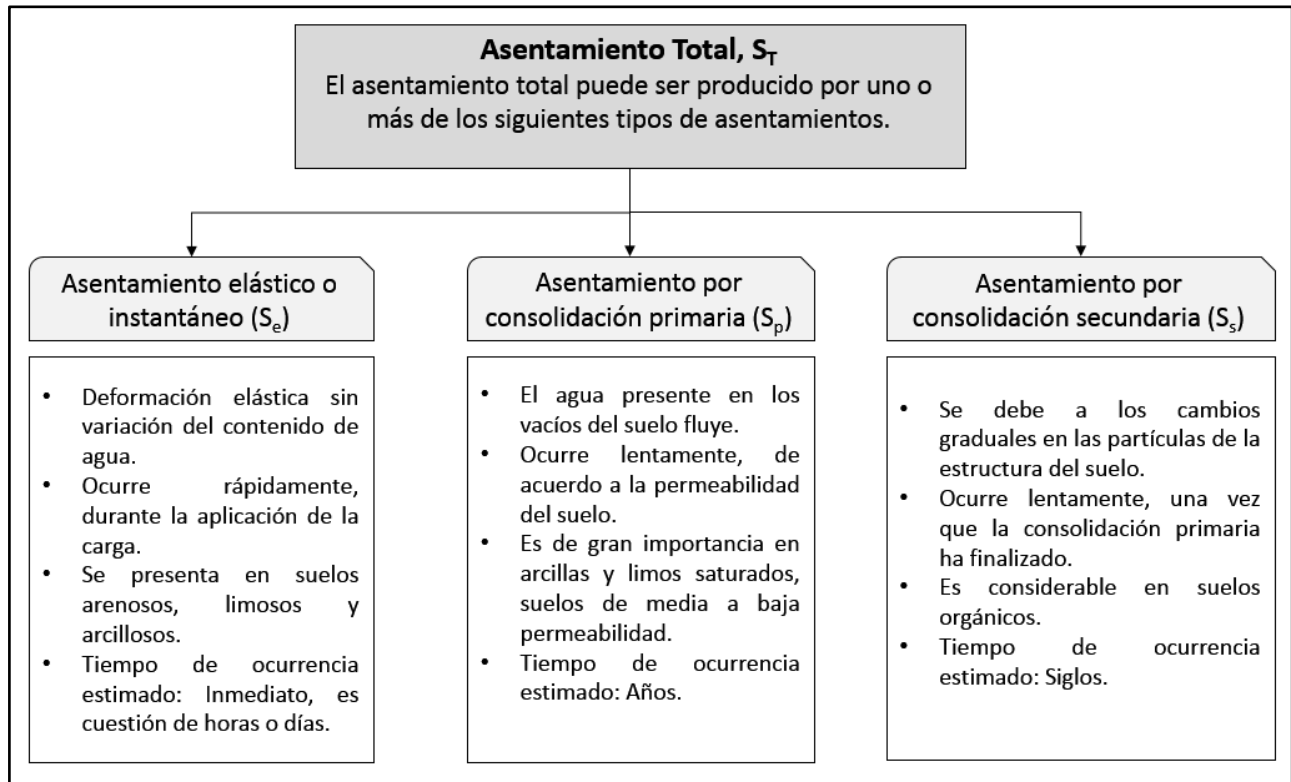 Asentamiento Total, S_T
El asentamiento total puede ser producido por uno o
más de los siguientes tipos de asentamientos.
Asentamiento elástico o
instantáneo (S_e)
• Deformación elástica sin
variación del contenido de
agua.
• Ocurre rápidamente,
durante la aplicación de la
carga.
• Se presenta en suelos
arenosos, limosos y
arcillosos.
• Tiempo de ocurrencia
estimado: Inmediato, es
cuestión de horas o días.
Asentamiento por
consolidación primaria (S_p)
• El agua presente en los
vacíos del suelo fluye.
• Ocurre lentamente, de
acuerdo a la permeabilidad
del suelo.
• Es de gran importancia en
arcillas y limos saturados,
suelos de media a baja
permeabilidad.
• Tiempo de ocurrencia
estimado: Años.
Asentamiento por
consolidación secundaria (S_s)
• Se debe a los cambios
graduales en las partículas de la
estructura del suelo.
• Ocurre lentamente, una vez
que la consolidación primaria
ha finalizado.
• Es considerable en suelos
orgánicos.
• Tiempo de ocurrencia
estimado: Siglos.